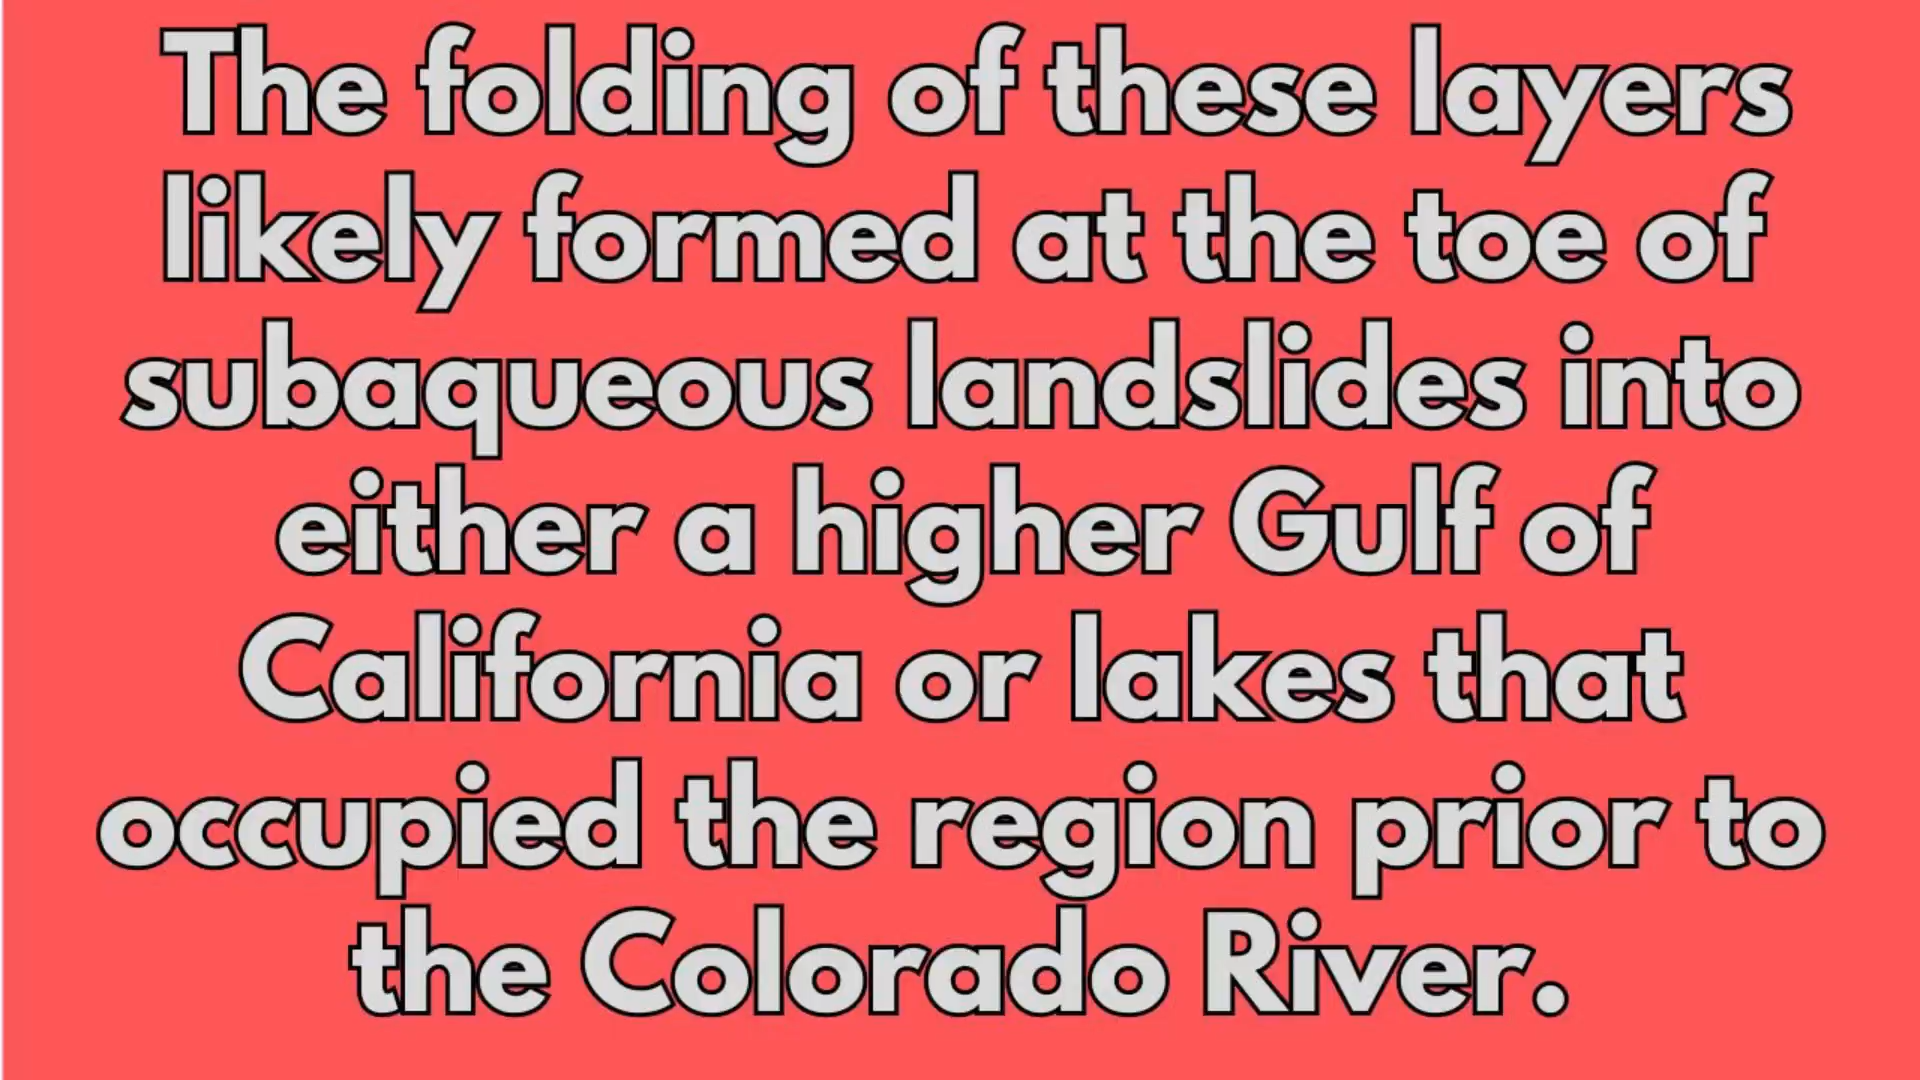 The folding of these layers
likely formed at the toe of
subaqueous landslides into
either a higher Gulf of
California or lakes that
occupied the region prior to
the Colorado River.